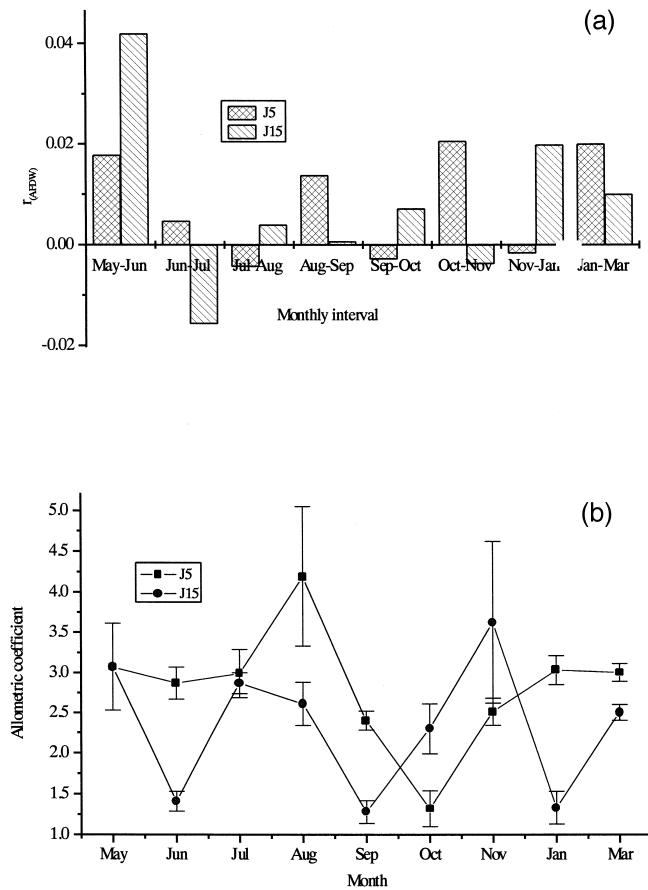 (a)
0.04
0.02
0.00
-0.02
r(AFDW)
J5
J15
May-Jun Jun-Jul Jul-Aug Aug-Sep Sep-Oct Oct-Nov Nov-Jan Jan-Mar
Monthly interval
(b)
5.0
4.5
4.0
3.5
3.0
2.5
2.0
1.5
1.0
Allometric coefficient
J5
J15
May Jun Jul Aug Sep Oct Nov Jan Mar
Month